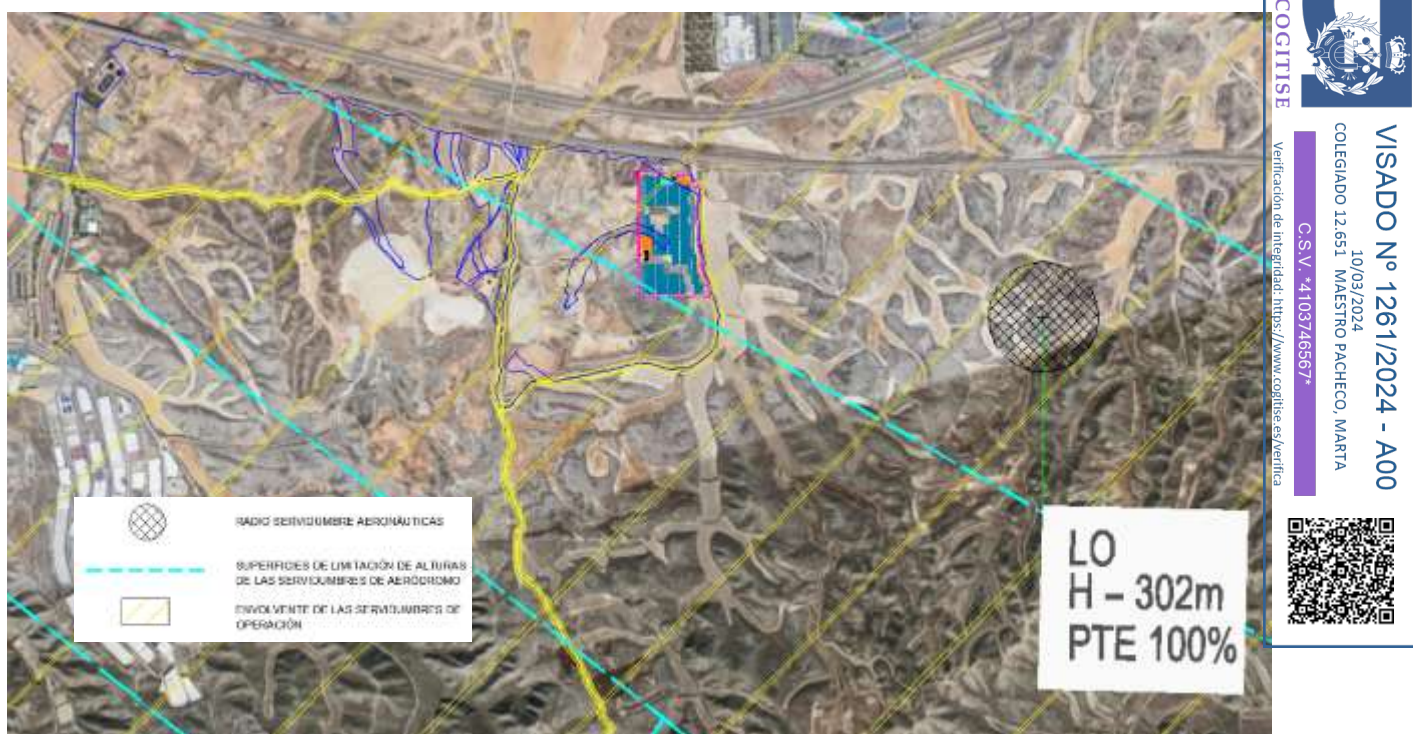 RADIO SERVIDUMBRE AERONÁUTICAS
SUPERFICIES DE LIMITACIÓN DE ALTURAS
DE LAS SERVIDUMBRES DE AERÓDROMO
ENVOLVENTE DE LAS SERVIDUMBRES DE
OPERACIÓN
LO
H – 302m
PTE 100%
COGITISE
VISADO Nº 1261/2024 - A00
10/03/2024
COLEGIADO 12.651 MAESTRO PACHECO, MARTA
C.S.V. *4103746567*
Verificación de integridad: https://www.cogitise.es/verifica